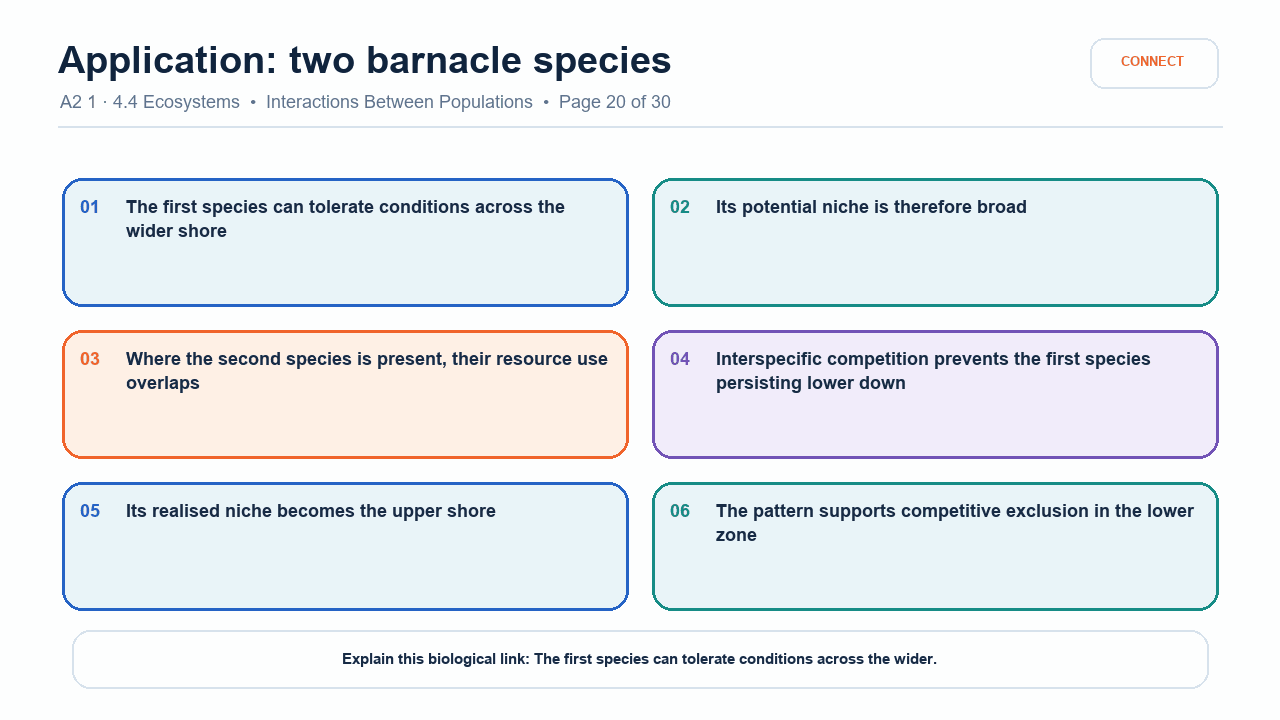 Application: two barnacle species
CONNECT
A2 1 · 4.4 Ecosystems • Interactions Between Populations • Page 20 of 30
01 The first species can tolerate conditions across the
wider shore
02 Its potential niche is therefore broad
03 Where the second species is present, their resource use
overlaps
04 Interspecific competition prevents the first species
persisting lower down
05 Its realised niche becomes the upper shore
06 The pattern supports competitive exclusion in the lower
zone
Explain this biological link: The first species can tolerate conditions across the wider.